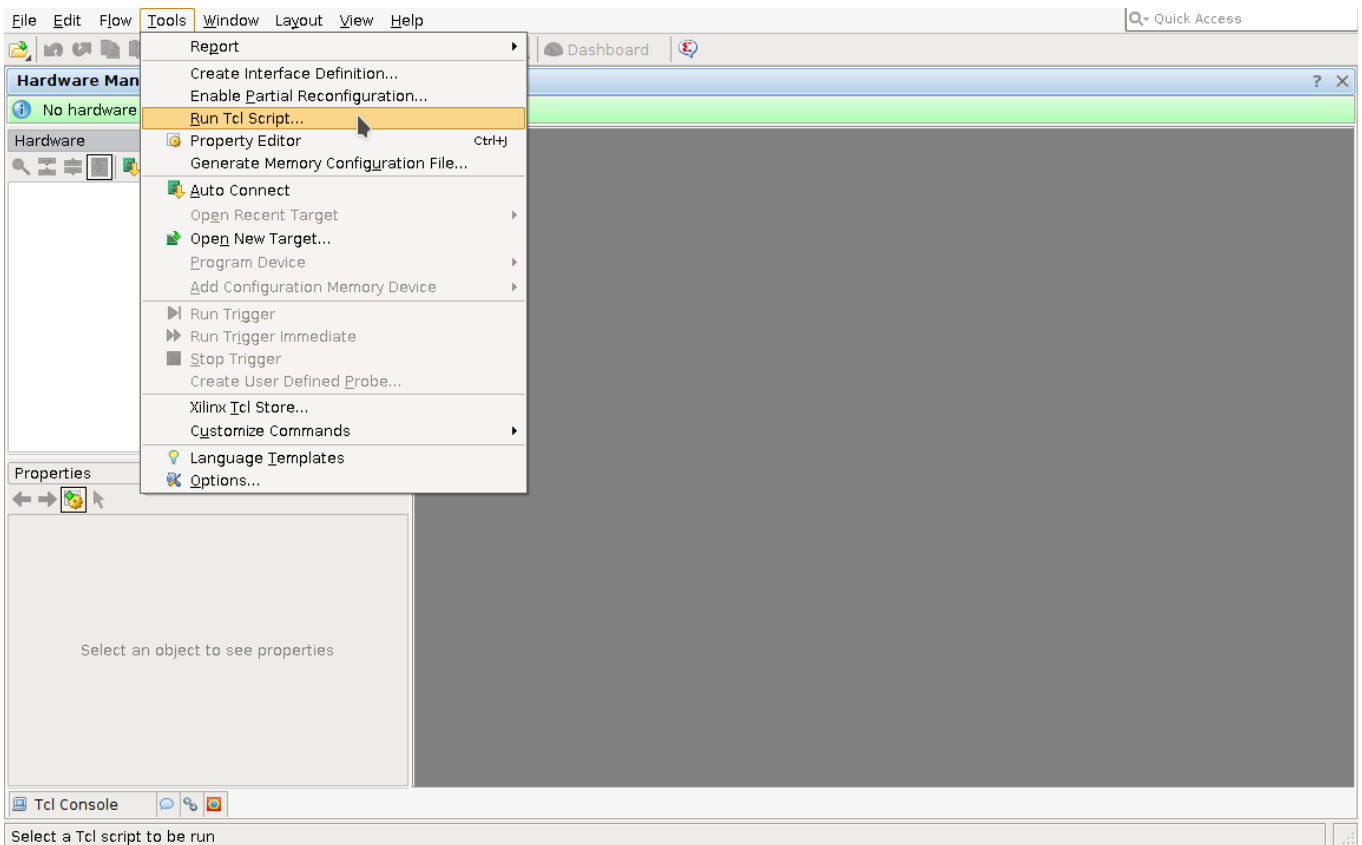 File Edit Flow Tools Window Layout View Help
Quick Access
Dashboard
Hardware Man
No hardware
Hardware
Report
Create Interface Definition...
Enable Partial Reconfiguration...
Run Tcl Script...
Property Editor Ctrl+J
Generate Memory Configuration File...
Auto Connect
Open Recent Target
Open New Target...
Program Device
Add Configuration Memory Device
Run Trigger
Run Trigger Immediate
Stop Trigger
Create User Defined Probe...
Xilinx Tcl Store...
Customize Commands
Language Templates
Options...
Properties
Select an object to see properties
Tcl Console
Select a Tcl script to be run